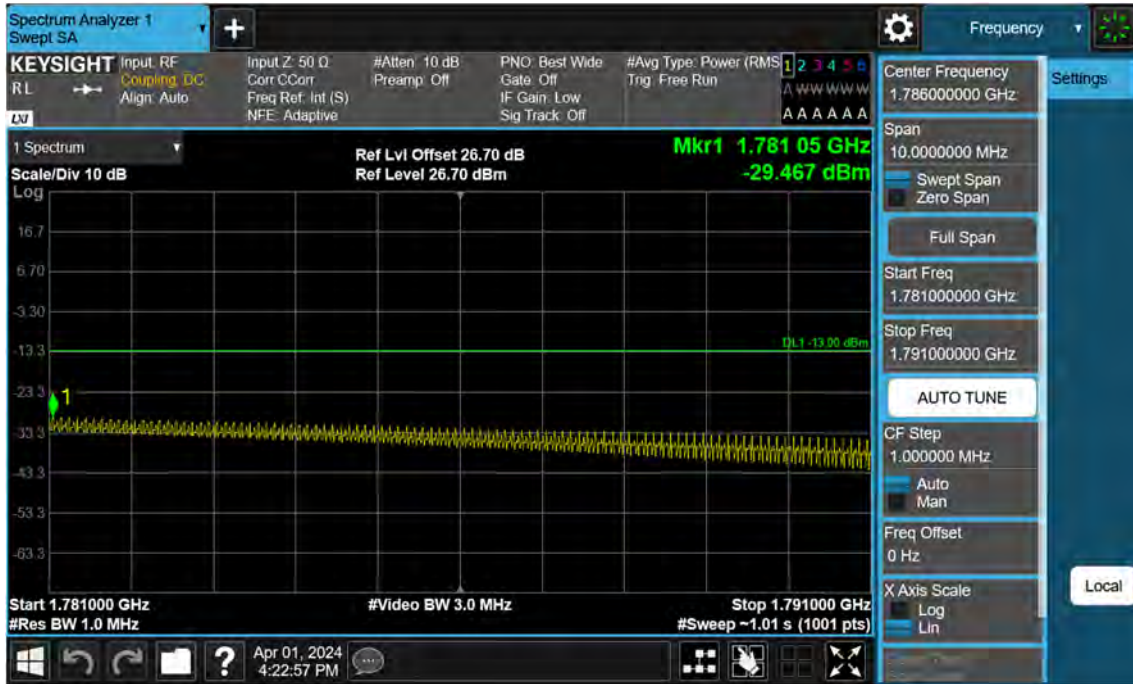 Spectrum Analyzer 1
Swept SA
+
Frequency
KEYSIGHT
RL
LXI
Input: RF
Coupling: DC
Align: Auto
Input Z: 50 Ω
Corr CCorr
Freq Ref: Int (S)
NFE: Adaptive
#Atten: 10 dB
Preamp: Off
PNO: Best Wide
Gate: Off
IF Gain: Low
Sig Track: Off
#Avg Type: Power (RMS
Trig: Free Run
1 2 3 4 5 6
A W W W W W
A A A A A A
1 Spectrum
Scale/Div 10 dB
Ref Lvl Offset 26.70 dB
Ref Level 26.70 dBm
Mkr1 1.781 05 GHz
-29.467 dBm
Log
16.7
6.70
-3.30
-13.3
-23.3
-33.3
-43.3
-53.3
-63.3
DL1 -13.00 dBm
1
Start 1.781000 GHz
#Res BW 1.0 MHz
#Video BW 3.0 MHz
Stop 1.791000 GHz
#Sweep ~1.01 s (1001 pts)
Center Frequency
1.786000000 GHz
Span
10.0000000 MHz
Swept Span
Zero Span
Full Span
Start Freq
1.781000000 GHz
Stop Freq
1.791000000 GHz
AUTO TUNE
CF Step
1.000000 MHz
Auto
Man
Freq Offset
0 Hz
X Axis Scale
Log
Lin
Settings
Local
?
Apr 01, 2024
4:22:57 PM